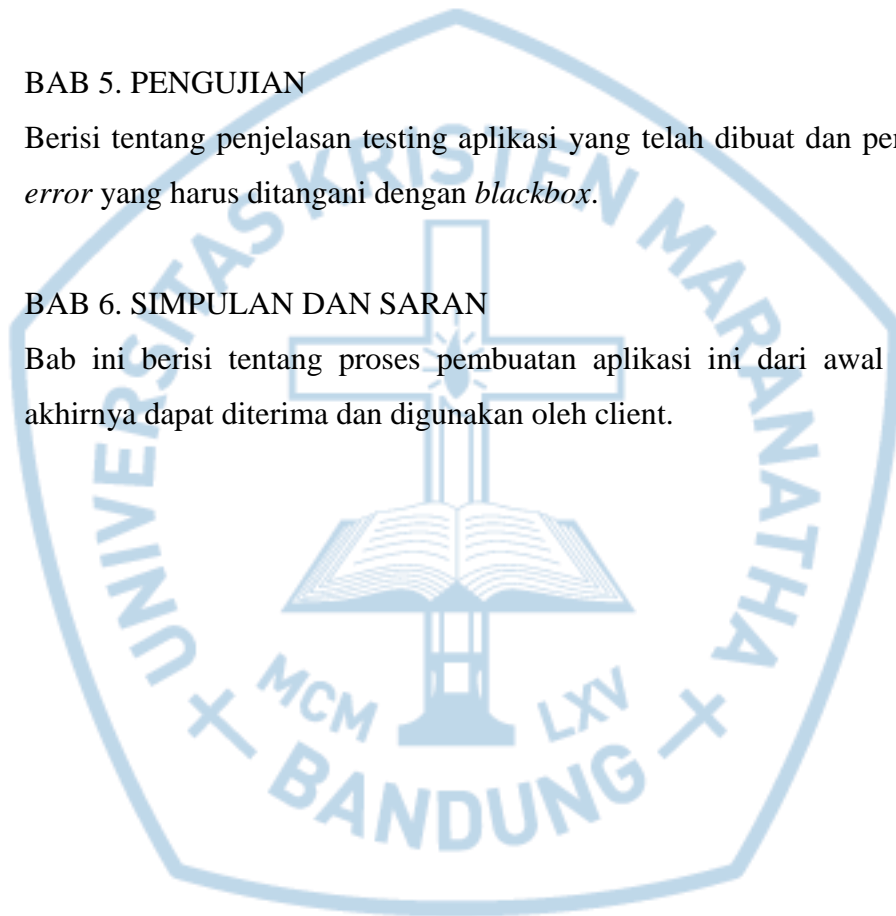 BAB 5. PENGUJIAN
Berisi tentang penjelasan testing aplikasi yang telah dibuat dan
error yang harus ditangani dengan blackbox.
BAB 6. SIMPULAN DAN SARAN
Bab ini berisi tentang proses pembuatan aplikasi ini dari awal
akhirnya dapat diterima dan digunakan oleh client.
UNIVERSITAS KRISTEN MARANATHA
MCM LXV
BANDUNG